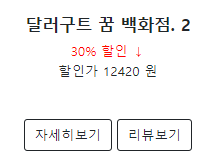 달러구트 꿈 백화점. 2
30% 할인 ↓
할인가 12420 원
자세히보기 리뷰보기